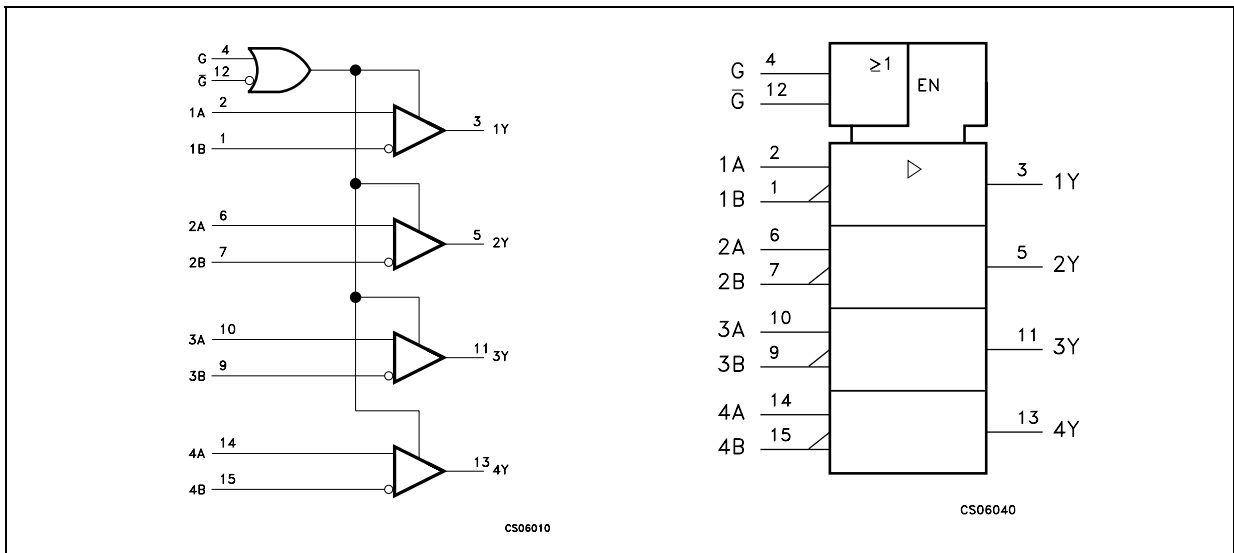 G 4
G̅ 12
1A 2
1B 1
3 1Y
2A 6
2B 7
5 2Y
3A 10
3B 9
11 3Y
4A 14
4B 15
13 4Y
CS06010
G 4
G̅ 12
≥1
EN
1A 2
1B 1
3 1Y
2A 6
2B 7
5 2Y
3A 10
3B 9
11 3Y
4A 14
4B 15
13 4Y
CS06040